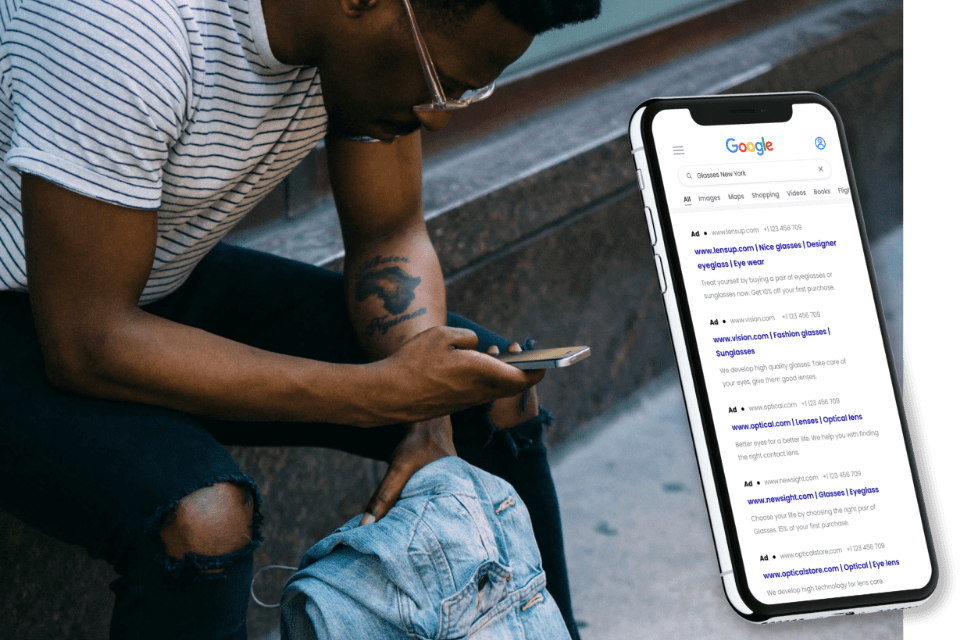 Google
Glasses New York
All Images Maps Shopping Videos Books
Ad • www.lensup.com +1 123 456 709
www.lensup.com | Nice glasses | Designer
eyeglass | Eye wear
Treat yourself by buying a pair of eyeglasses or
sunglasses now. Get 10% off your first purchase.
Ad • www.vision.com +1 123 456 709
www.vision.com | Fashion glasses |
Sunglasses
We develop high quality glasses. Take care of
your eyes, give them good lenses.
Ad • www.optical.com +1 123 456 709
www.optical.com | Lenses | Optical lens
Better eyes for a better life. We help you with finding
the right contact lens.
Ad • www.newsight.com +1 123 456 709
www.newsight.com | Glasses | Eyeglass
Choose your life by choosing the right pair of
Glasses. 15% of your first purchase.
Ad • www.opticalstore.com +1 123 456 709
www.opticalstore.com | Optical | Eye lens
We develop high technology for lens care.